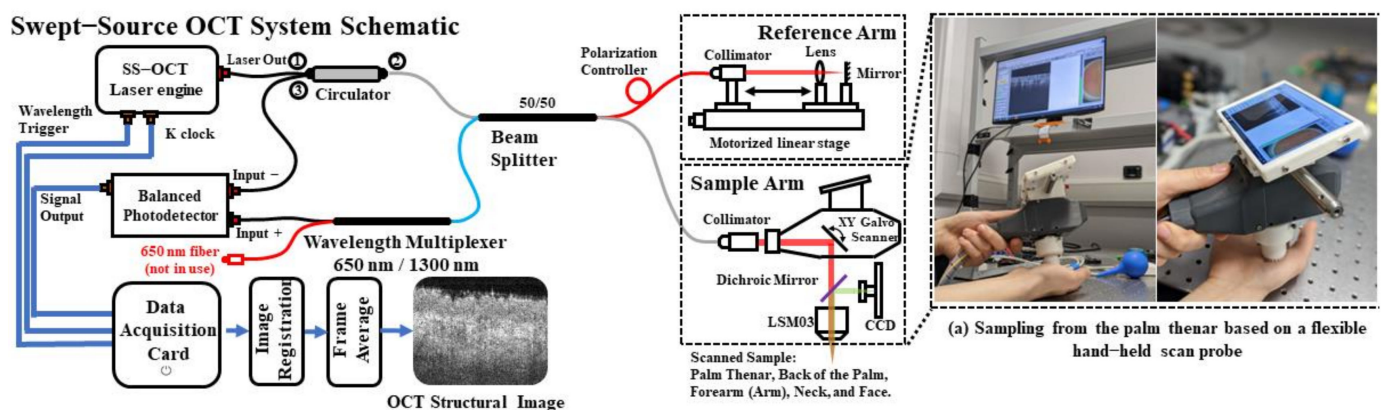 Swept-Source OCT System Schematic
SS-OCT
Laser engine
Laser Out
①
②
③
Circulator
Wavelength
Trigger
K clock
Signal
Output
Balanced
Photodetector
Input -
Input +
650 nm fiber
(not in use)
Wavelength Multiplexer
650 nm / 1300 nm
50/50
Beam
Splitter
Polarization
Controller
Reference Arm
Collimator
Lens
Mirror
Motorized linear stage
Sample Arm
Collimator
XY Galvo
Scanner
Dichroic Mirror
LSM03
CCD
Scanned Sample:
Palm Thenar, Back of the Palm,
Forearm (Arm), Neck, and Face.
Data
Acquisition
Card
Image
Registration
Frame
Average
OCT Structural Image
(a) Sampling from the palm thenar based on a flexible
hand-held scan probe